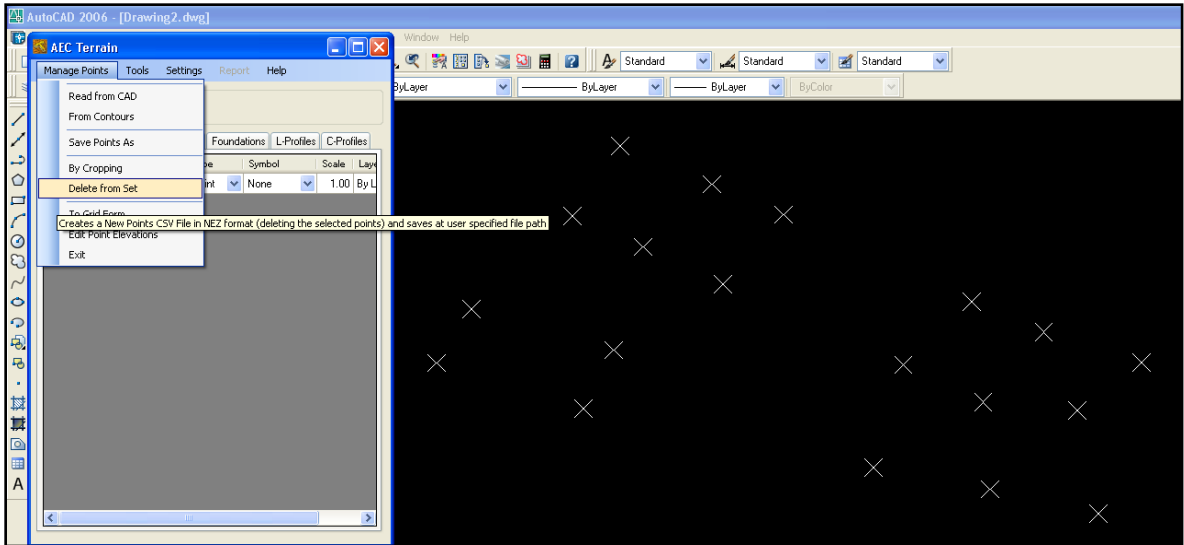 AutoCAD 2006 - [Drawing2.dwg]
Window Help
AEC Terrain
Standard Standard Standard
Manage Points Tools Settings Report Help
ByLayer ByLayer ByLayer ByColor
Read from CAD
From Contours
Save Points As
Foundations L-Profiles C-Profiles
By Cropping
Symbol Scale
Delete from Set
None 1.00 By L
To Grid Form
Creates a New Points CSV File in NEZ format (deleting the selected points) and saves at user specified file path
Edit Point Elevations
Exit
A